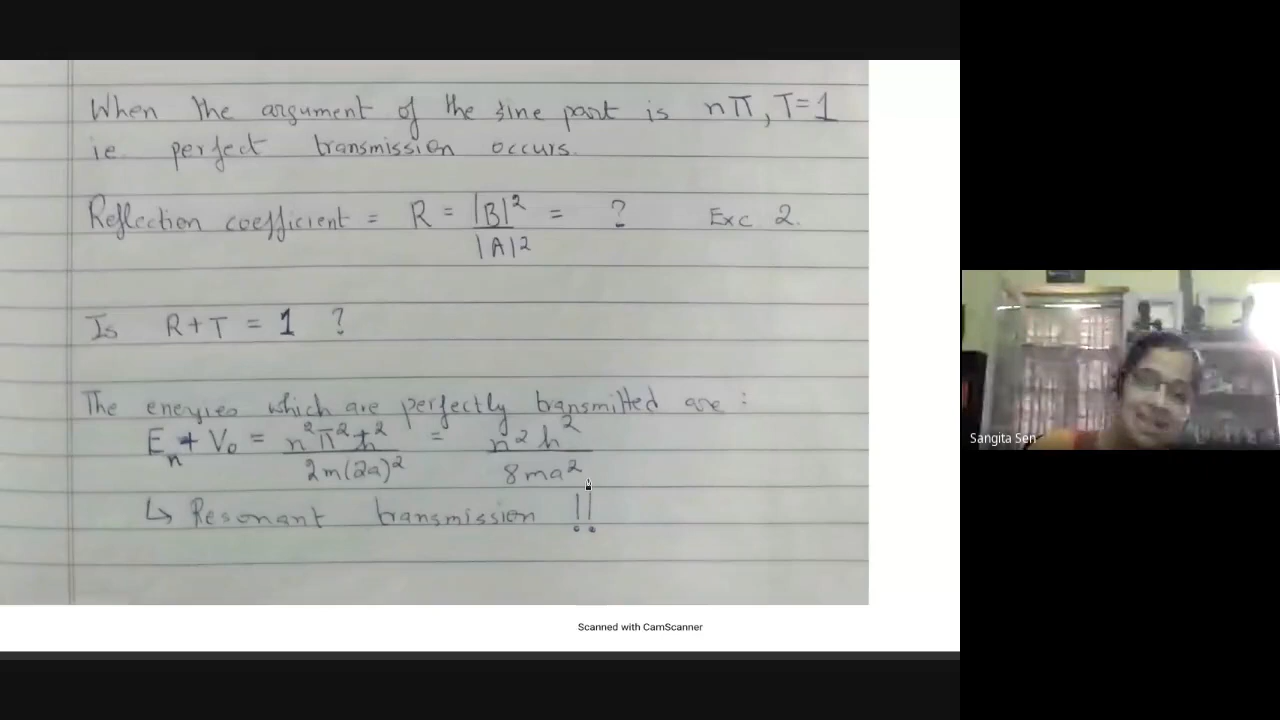 When the argument of the sine part is nπ, T=1
ie perfect transmission occurs.
Reflection coefficient = R = |B|²/|A|² = ? Exc 2.
Is R+T = 1 ?
The energies which are perfectly transmitted are :
Eₙ + V₀ = n²π²ħ²/2m(2a)² = n²h²/8ma²
↳ Resonant transmission !!
Scanned with CamScanner
Sangita Sen